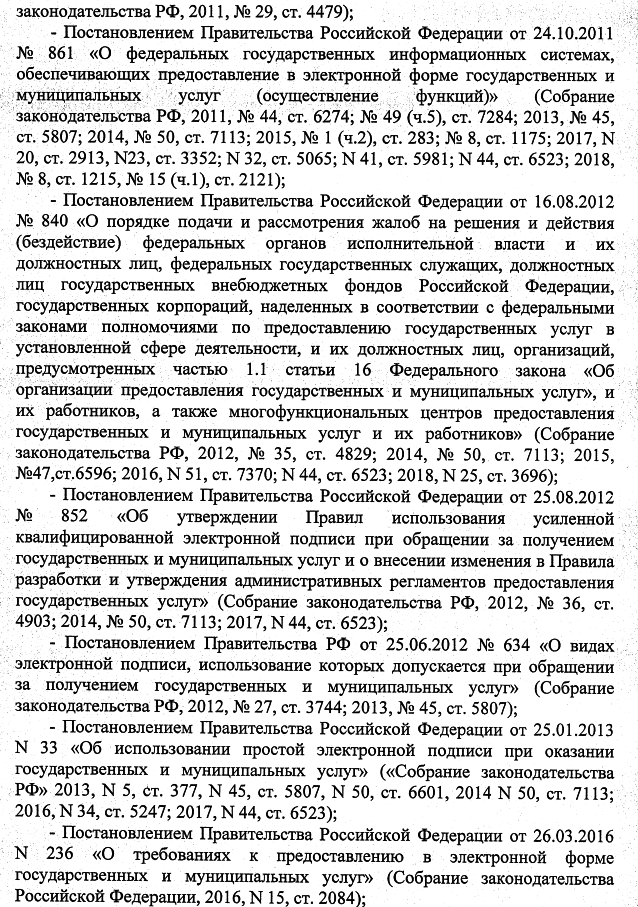 законодательства РФ, 2011, № 29, ст. 4479);
- Постановлением Правительства Российской Федерации от 24.10.2011
№ 861 «О федеральных государственных информационных системах,
обеспечивающих предоставление в электронной форме государственных и
муниципальных услуг (осуществление функций)» (Собрание
законодательства РФ, 2011, № 44, ст. 6274; № 49 (ч.5), ст. 7284; 2013, № 45,
ст. 5807; 2014, № 50, ст. 7113; 2015, № 1 (ч.2), ст. 283; № 8, ст. 1175; 2017, N
20, ст. 2913, N23, ст. 3352; N 32, ст. 5065; N 41, ст. 5981; N 44, ст. 6523; 2018,
№ 8, ст. 1215, № 15 (ч.1), ст. 2121);
- Постановлением Правительства Российской Федерации от 16.08.2012
№ 840 «О порядке подачи и рассмотрения жалоб на решения и действия
(бездействие) федеральных органов исполнительной власти и их
должностных лиц, федеральных государственных служащих, должностных
лиц государственных внебюджетных фондов Российской Федерации,
государственных корпораций, наделенных в соответствии с федеральными
законами полномочиями по предоставлению государственных услуг в
установленной сфере деятельности, и их должностных лиц, организаций,
предусмотренных частью 1.1 статьи 16 Федерального закона «Об
организации предоставления государственных и муниципальных услуг», и
их работников, а также многофункциональных центров предоставления
государственных и муниципальных услуг и их работников» (Собрание
законодательства РФ, 2012, № 35, ст. 4829; 2014, № 50, ст. 7113; 2015,
№47,ст.6596; 2016, N 51, ст. 7370; N 44, ст. 6523; 2018, N 25, ст. 3696);
- Постановлением Правительства Российской Федерации от 25.08.2012
№ 852 «Об утверждении Правил использования усиленной
квалифицированной электронной подписи при обращении за получением
государственных и муниципальных услуг и о внесении изменения в Правила
разработки и утверждения административных регламентов предоставления
государственных услуг» (Собрание законодательства РФ, 2012, № 36, ст.
4903; 2014, № 50, ст. 7113; 2017, N 44, ст. 6523);
- Постановлением Правительства РФ от 25.06.2012 № 634 «О видах
электронной подписи, использование которых допускается при обращении
за получением государственных и муниципальных услуг» (Собрание
законодательства РФ, 2012, № 27, ст. 3744; 2013, № 45, ст. 5807);
- Постановлением Правительства Российской Федерации от 25.01.2013
N 33 «Об использовании простой электронной подписи при оказании
государственных и муниципальных услуг» («Собрание законодательства
РФ» 2013, N 5, ст. 377, N 45, ст. 5807, N 50, ст. 6601, 2014 N 50, ст. 7113;
2016, N 34, ст. 5247; 2017, N 44, ст. 6523);
- Постановлением Правительства Российской Федерации от 26.03.2016
N 236 «О требованиях к предоставлению в электронной форме
государственных и муниципальных услуг» (Собрание законодательства
Российской Федерации, 2016, N 15, ст. 2084);